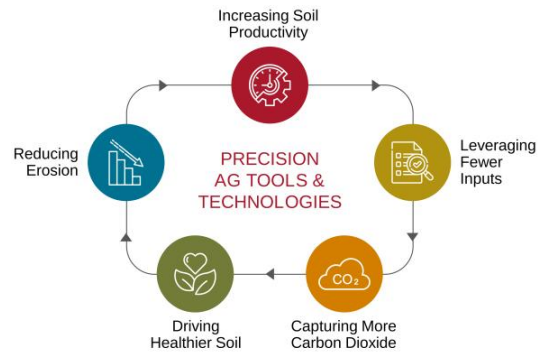 Increasing Soil
Productivity
Leveraging
Fewer
Inputs
CO₂
Capturing More
Carbon Dioxide
Driving
Healthier Soil
Reducing
Erosion
PRECISION
AG TOOLS &
TECHNOLOGIES